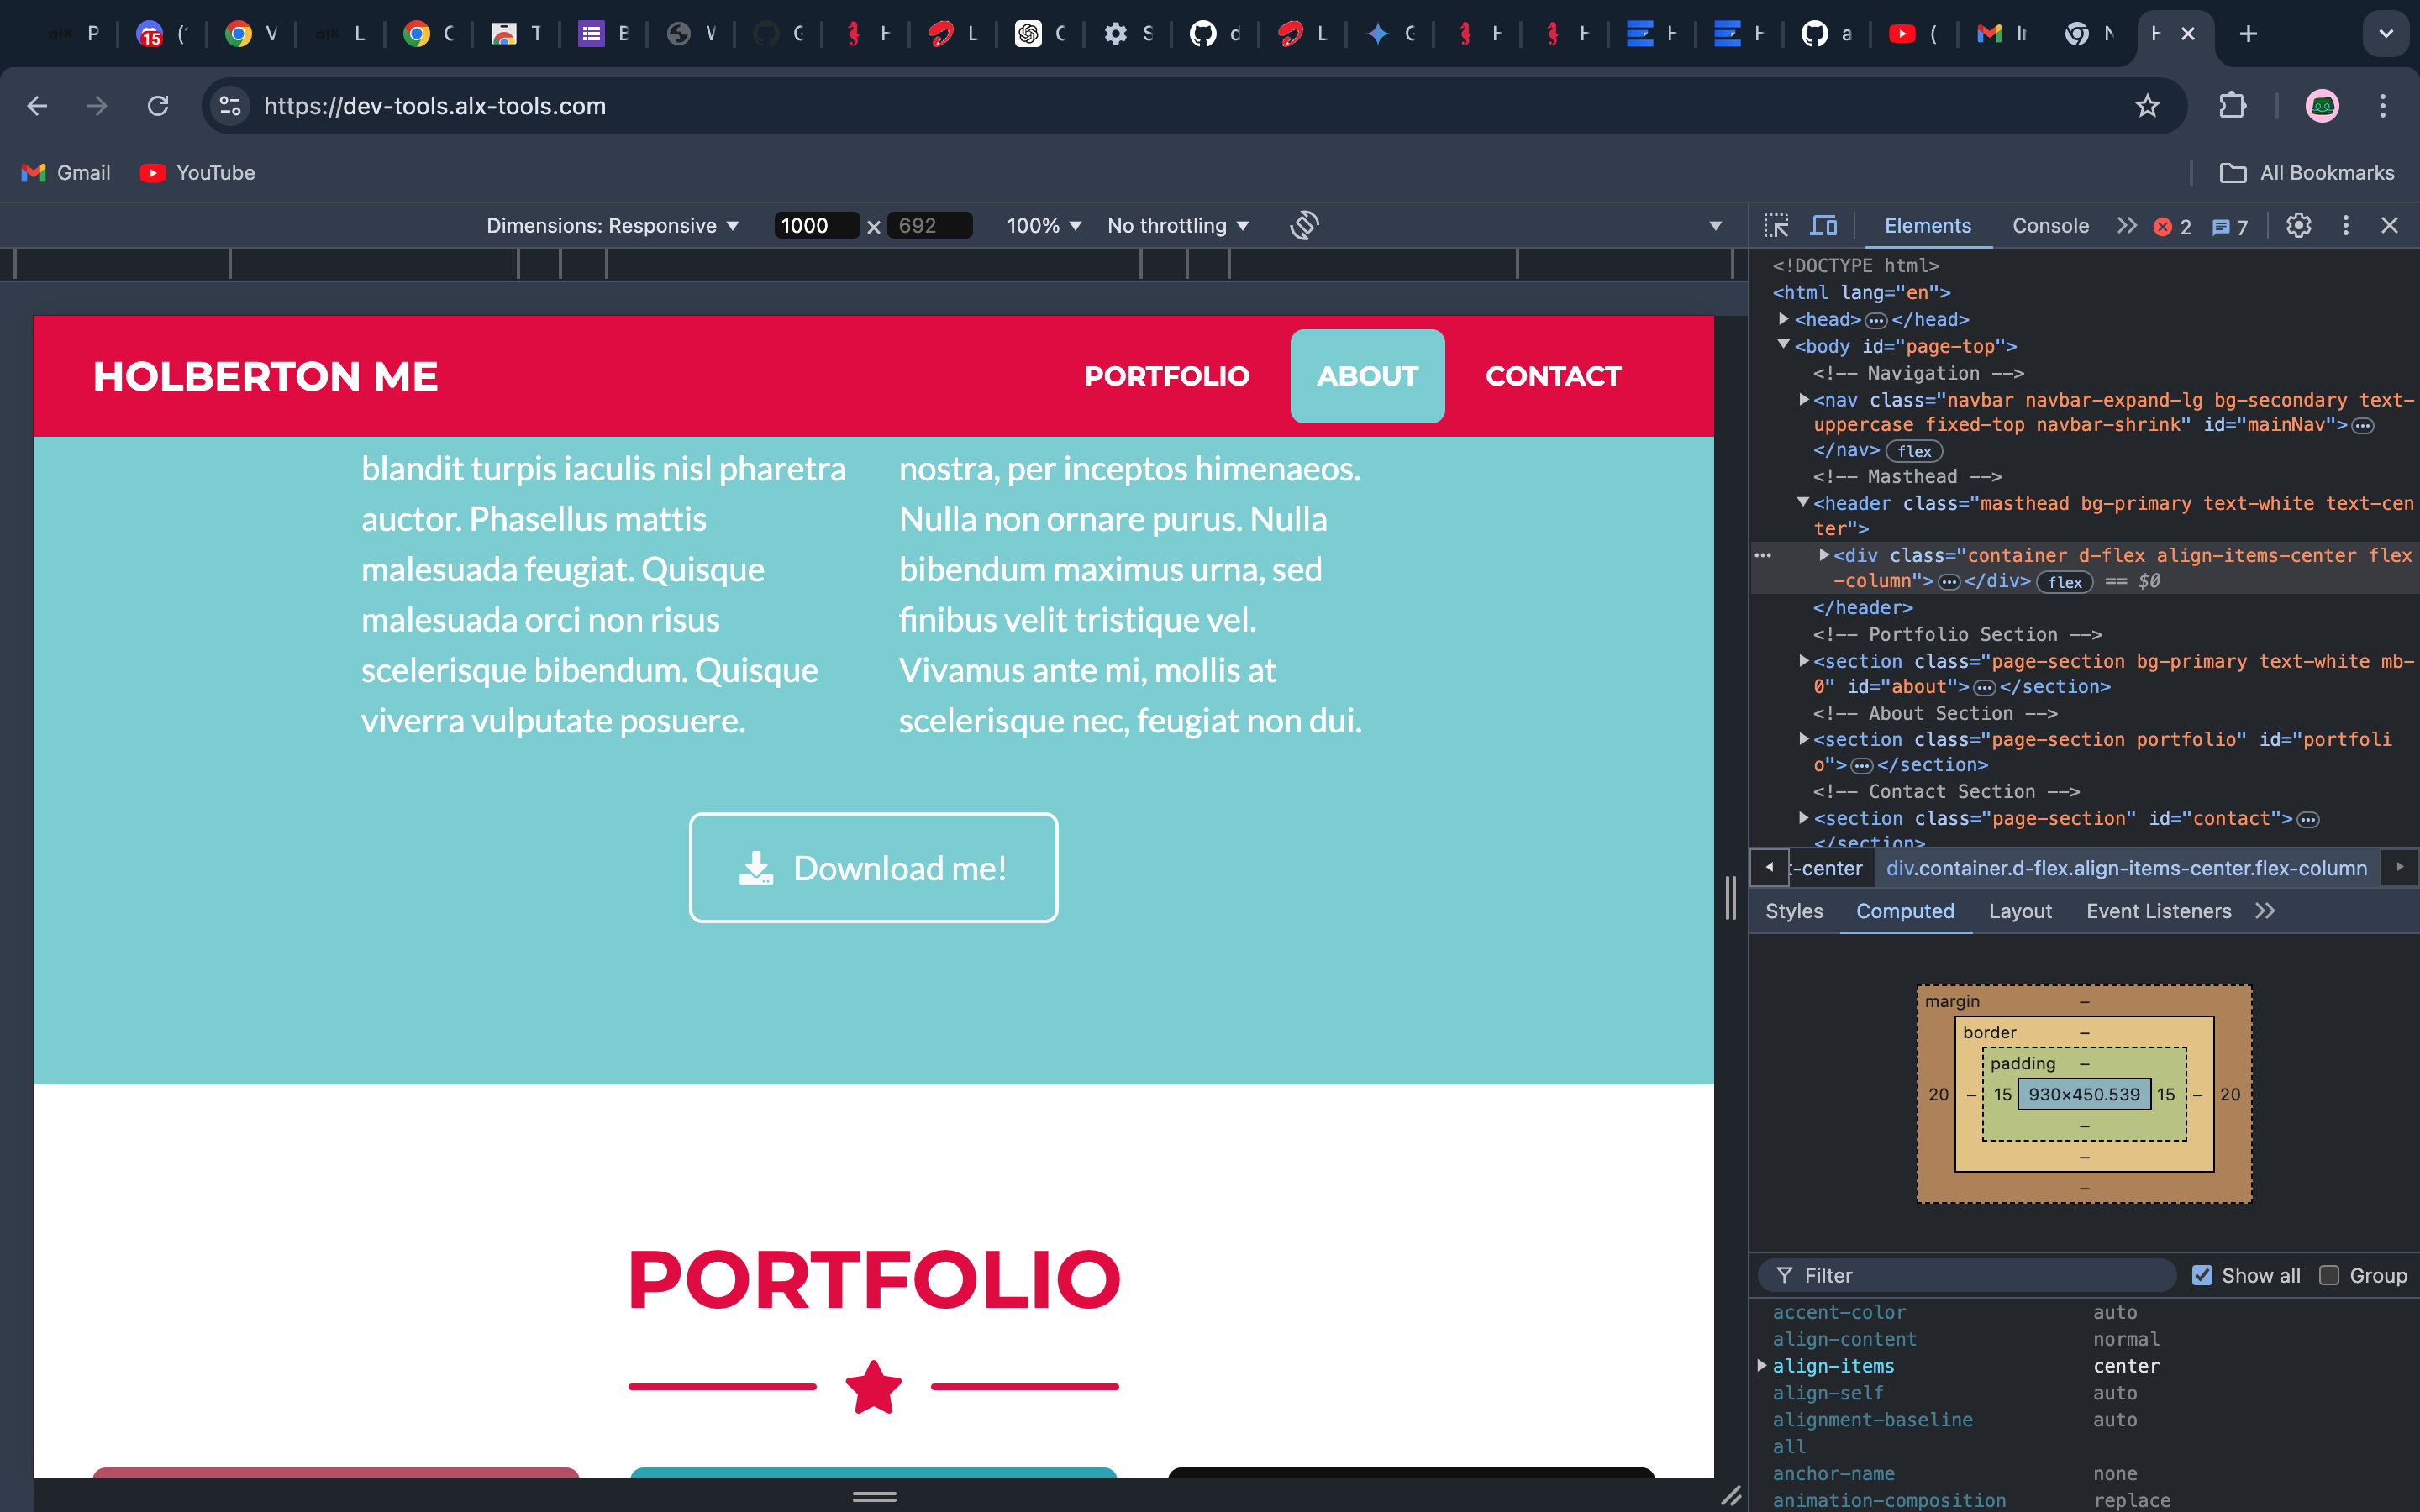 P
15
(
V
L
C
T
B
V
G
H
L
C
S
d
L
G
H
H
H
H
a
(
In
N
H
https://dev-tools.alx-tools.com
Gmail
YouTube
All Bookmarks
Dimensions: Responsive
1000
×
692
100%
No throttling
Elements
Console
2
7
HOLBERTON ME
PORTFOLIO
ABOUT
CONTACT
blandit turpis iaculis nisl pharetra
auctor. Phasellus mattis
malesuada feugiat. Quisque
malesuada orci non risus
scelerisque bibendum. Quisque
viverra vulputate posuere.
nostra, per inceptos himenaeos.
Nulla non ornare purus. Nulla
bibendum maximus urna, sed
finibus velit tristique vel.
Vivamus ante mi, mollis at
scelerisque nec, feugiat non dui.
Download me!
PORTFOLIO
<!DOCTYPE html>
<html lang="en">
<head>…</head>
<body id="page-top">
<!-- Navigation -->
<nav class="navbar navbar-expand-lg bg-secondary text-
uppercase fixed-top navbar-shrink" id="mainNav">…
</nav> flex
<!-- Masthead -->
<header class="masthead bg-primary text-white text-cen
ter">
<div class="container d-flex align-items-center flex
-column">…</div> flex == $0
</header>
<!-- Portfolio Section -->
<section class="page-section bg-primary text-white mb-
0" id="about">…</section>
<!-- About Section -->
<section class="page-section portfolio" id="portfoli
o">…</section>
<!-- Contact Section -->
<section class="page-section" id="contact">…
</section>
t-center
div.container.d-flex.align-items-center.flex-column
Styles
Computed
Layout
Event Listeners
margin –
border –
padding –
20 – 15 930×450.539 15 – 20
–
–
–
Filter
Show all
Group
accent-color auto
align-content normal
align-items center
align-self auto
alignment-baseline auto
all
anchor-name none
animation-composition replace